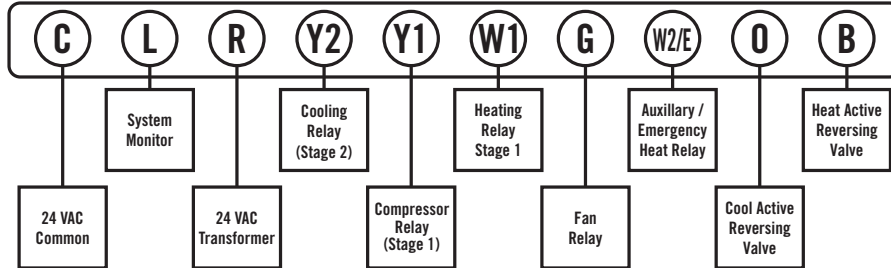 C L R Y2 Y1 W1 G W2/E O B
System
Monitor
Cooling
Relay
(Stage 2)
Heating
Relay
Stage 1
Auxillary /
Emergency
Heat Relay
Heat Active
Reversing
Valve
24 VAC
Common
24 VAC
Transformer
Compressor
Relay
(Stage 1)
Fan
Relay
Cool Active
Reversing
Valve